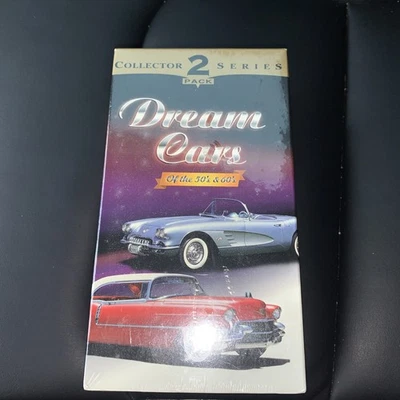 COLLECTOR 2 SERIES
PACK
Dream
Cars
Of the 50's & 60's